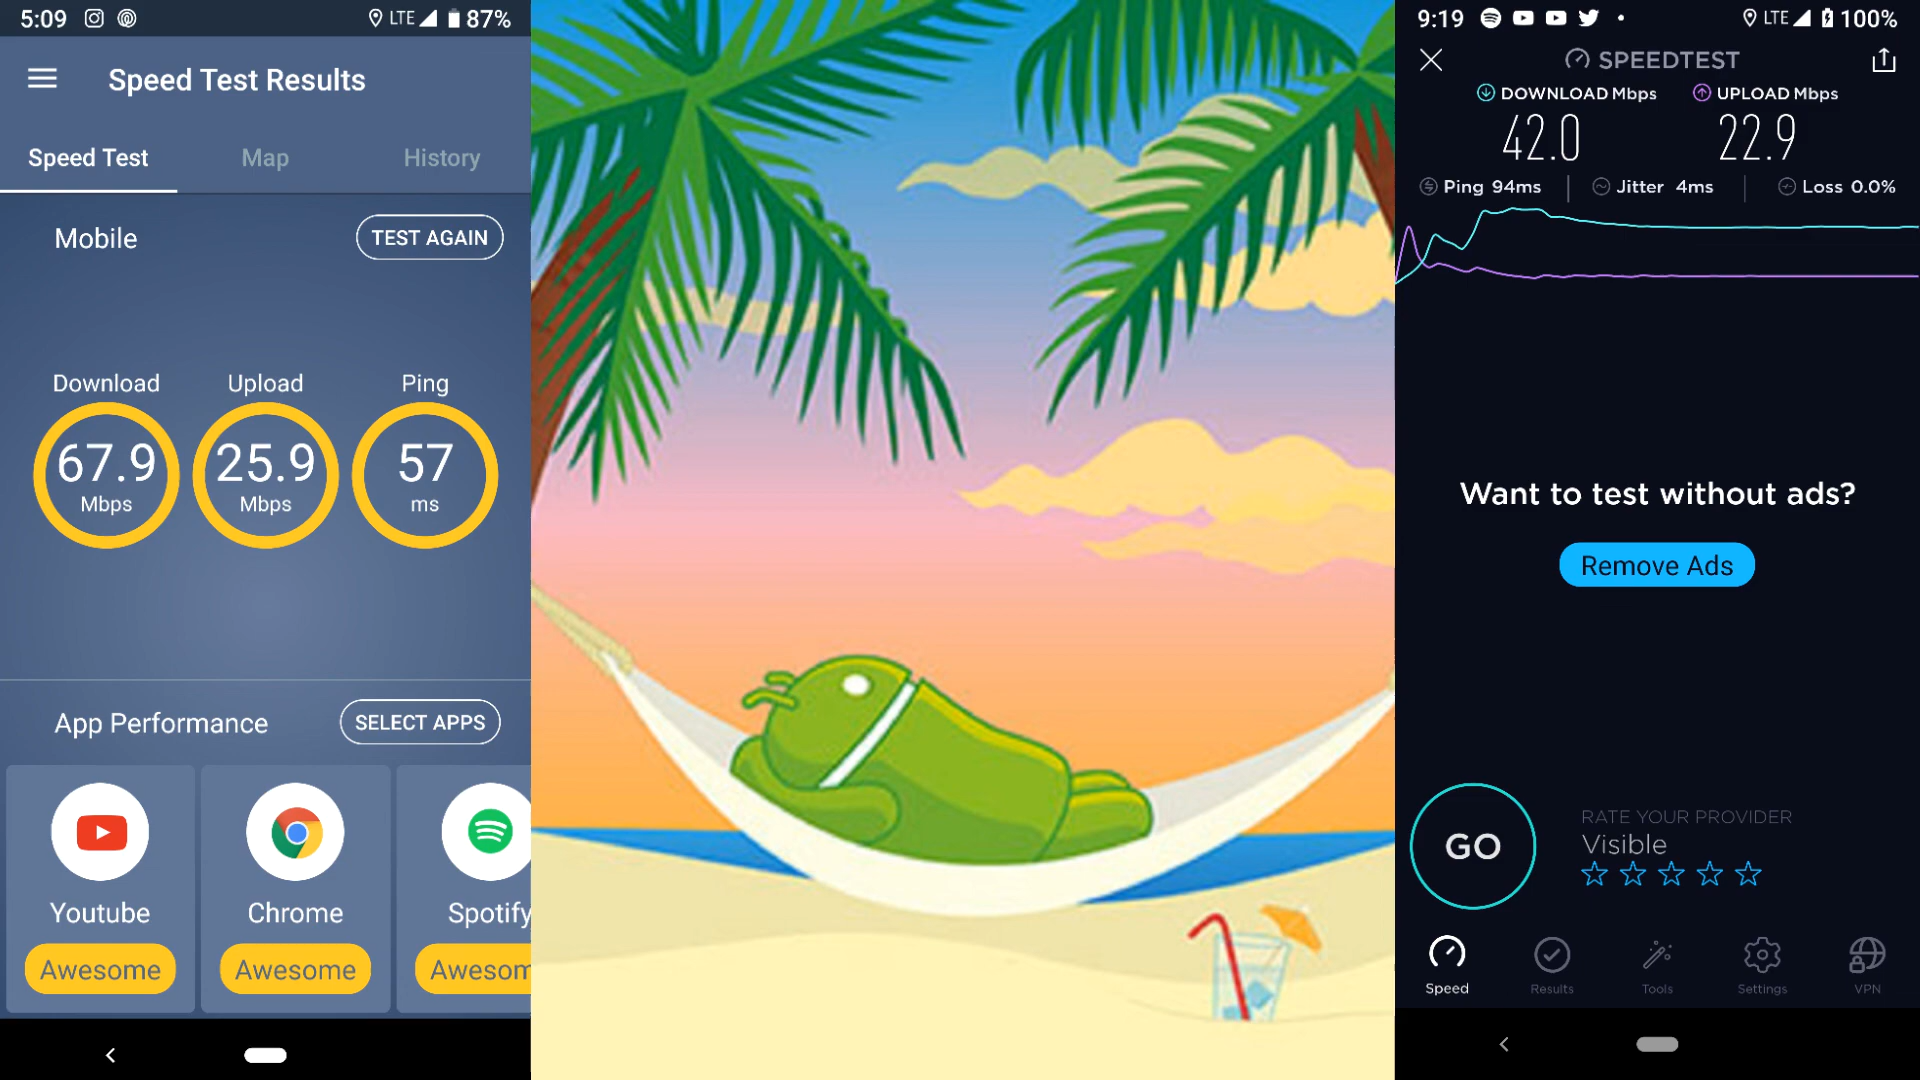 5:09 LTE 87%
Speed Test Results
Speed Test Map History
Mobile TEST AGAIN
Download Upload Ping
67.9 25.9 57
Mbps Mbps ms
App Performance SELECT APPS
Youtube Chrome Spotify
Awesome Awesome Awesom
9:19 LTE 100%
SPEEDTEST
DOWNLOAD Mbps UPLOAD Mbps
42.0 22.9
Ping 94ms Jitter 4ms Loss 0.0%
Want to test without ads?
Remove Ads
GO
RATE YOUR PROVIDER
Visible
Speed Results Tools Settings VPN